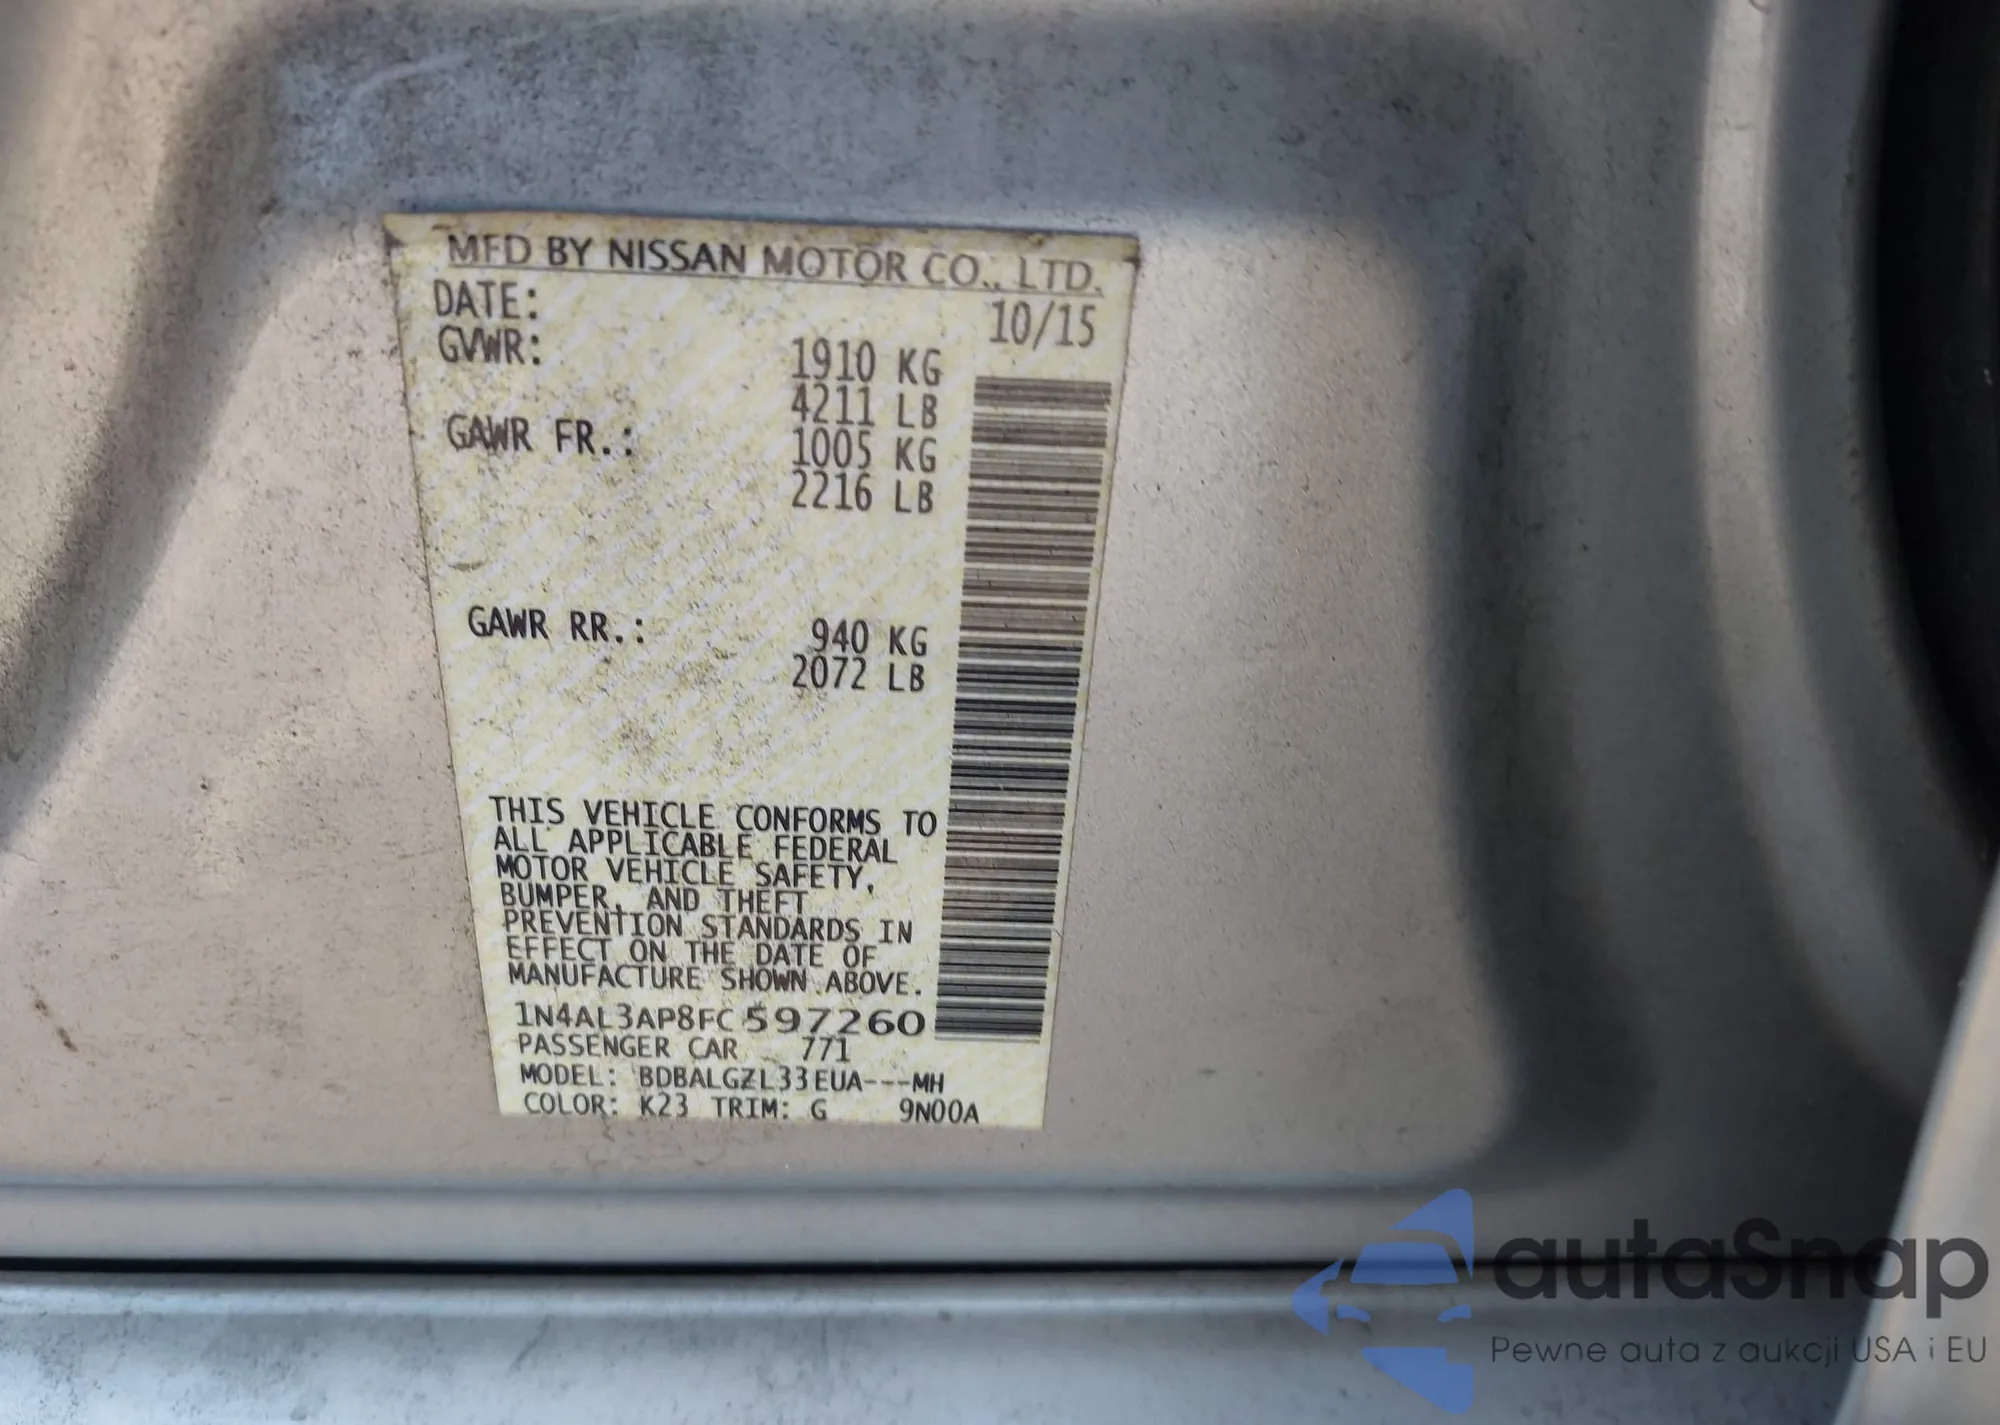 MFD BY NISSAN MOTOR CO., LTD.
DATE: 10/15
GVWR: 1910 KG
4211 LB
GAWR FR.: 1005 KG
2216 LB
GAWR RR.: 940 KG
2072 LB
THIS VEHICLE CONFORMS TO
ALL APPLICABLE FEDERAL
MOTOR VEHICLE SAFETY,
BUMPER, AND THEFT
PREVENTION STANDARDS IN
EFFECT ON THE DATE OF
MANUFACTURE SHOWN ABOVE.
1N4AL3AP8FC597260
PASSENGER CAR 771
MODEL: BDBALGZL33EUA---MH
COLOR: K23 TRIM: G 9N00A
autaSnap
Pewne auta z aukcji USA i EU